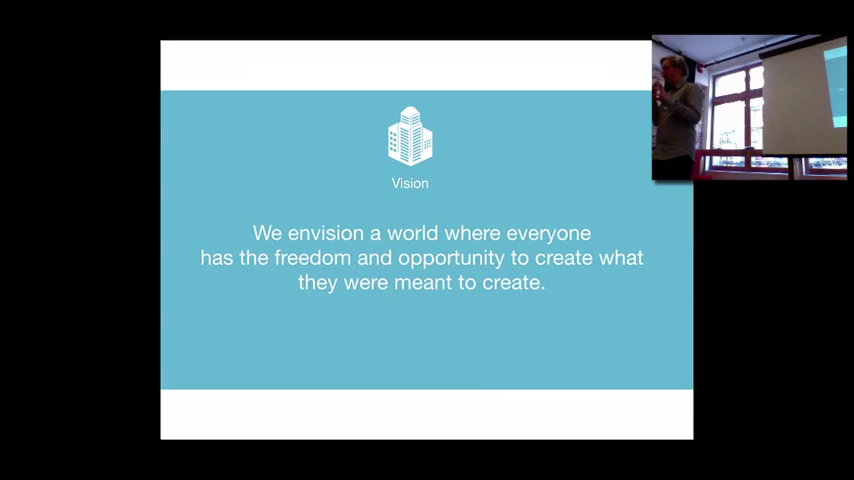 Vision
We envision a world where everyone
has the freedom and opportunity to create what
they were meant to create.